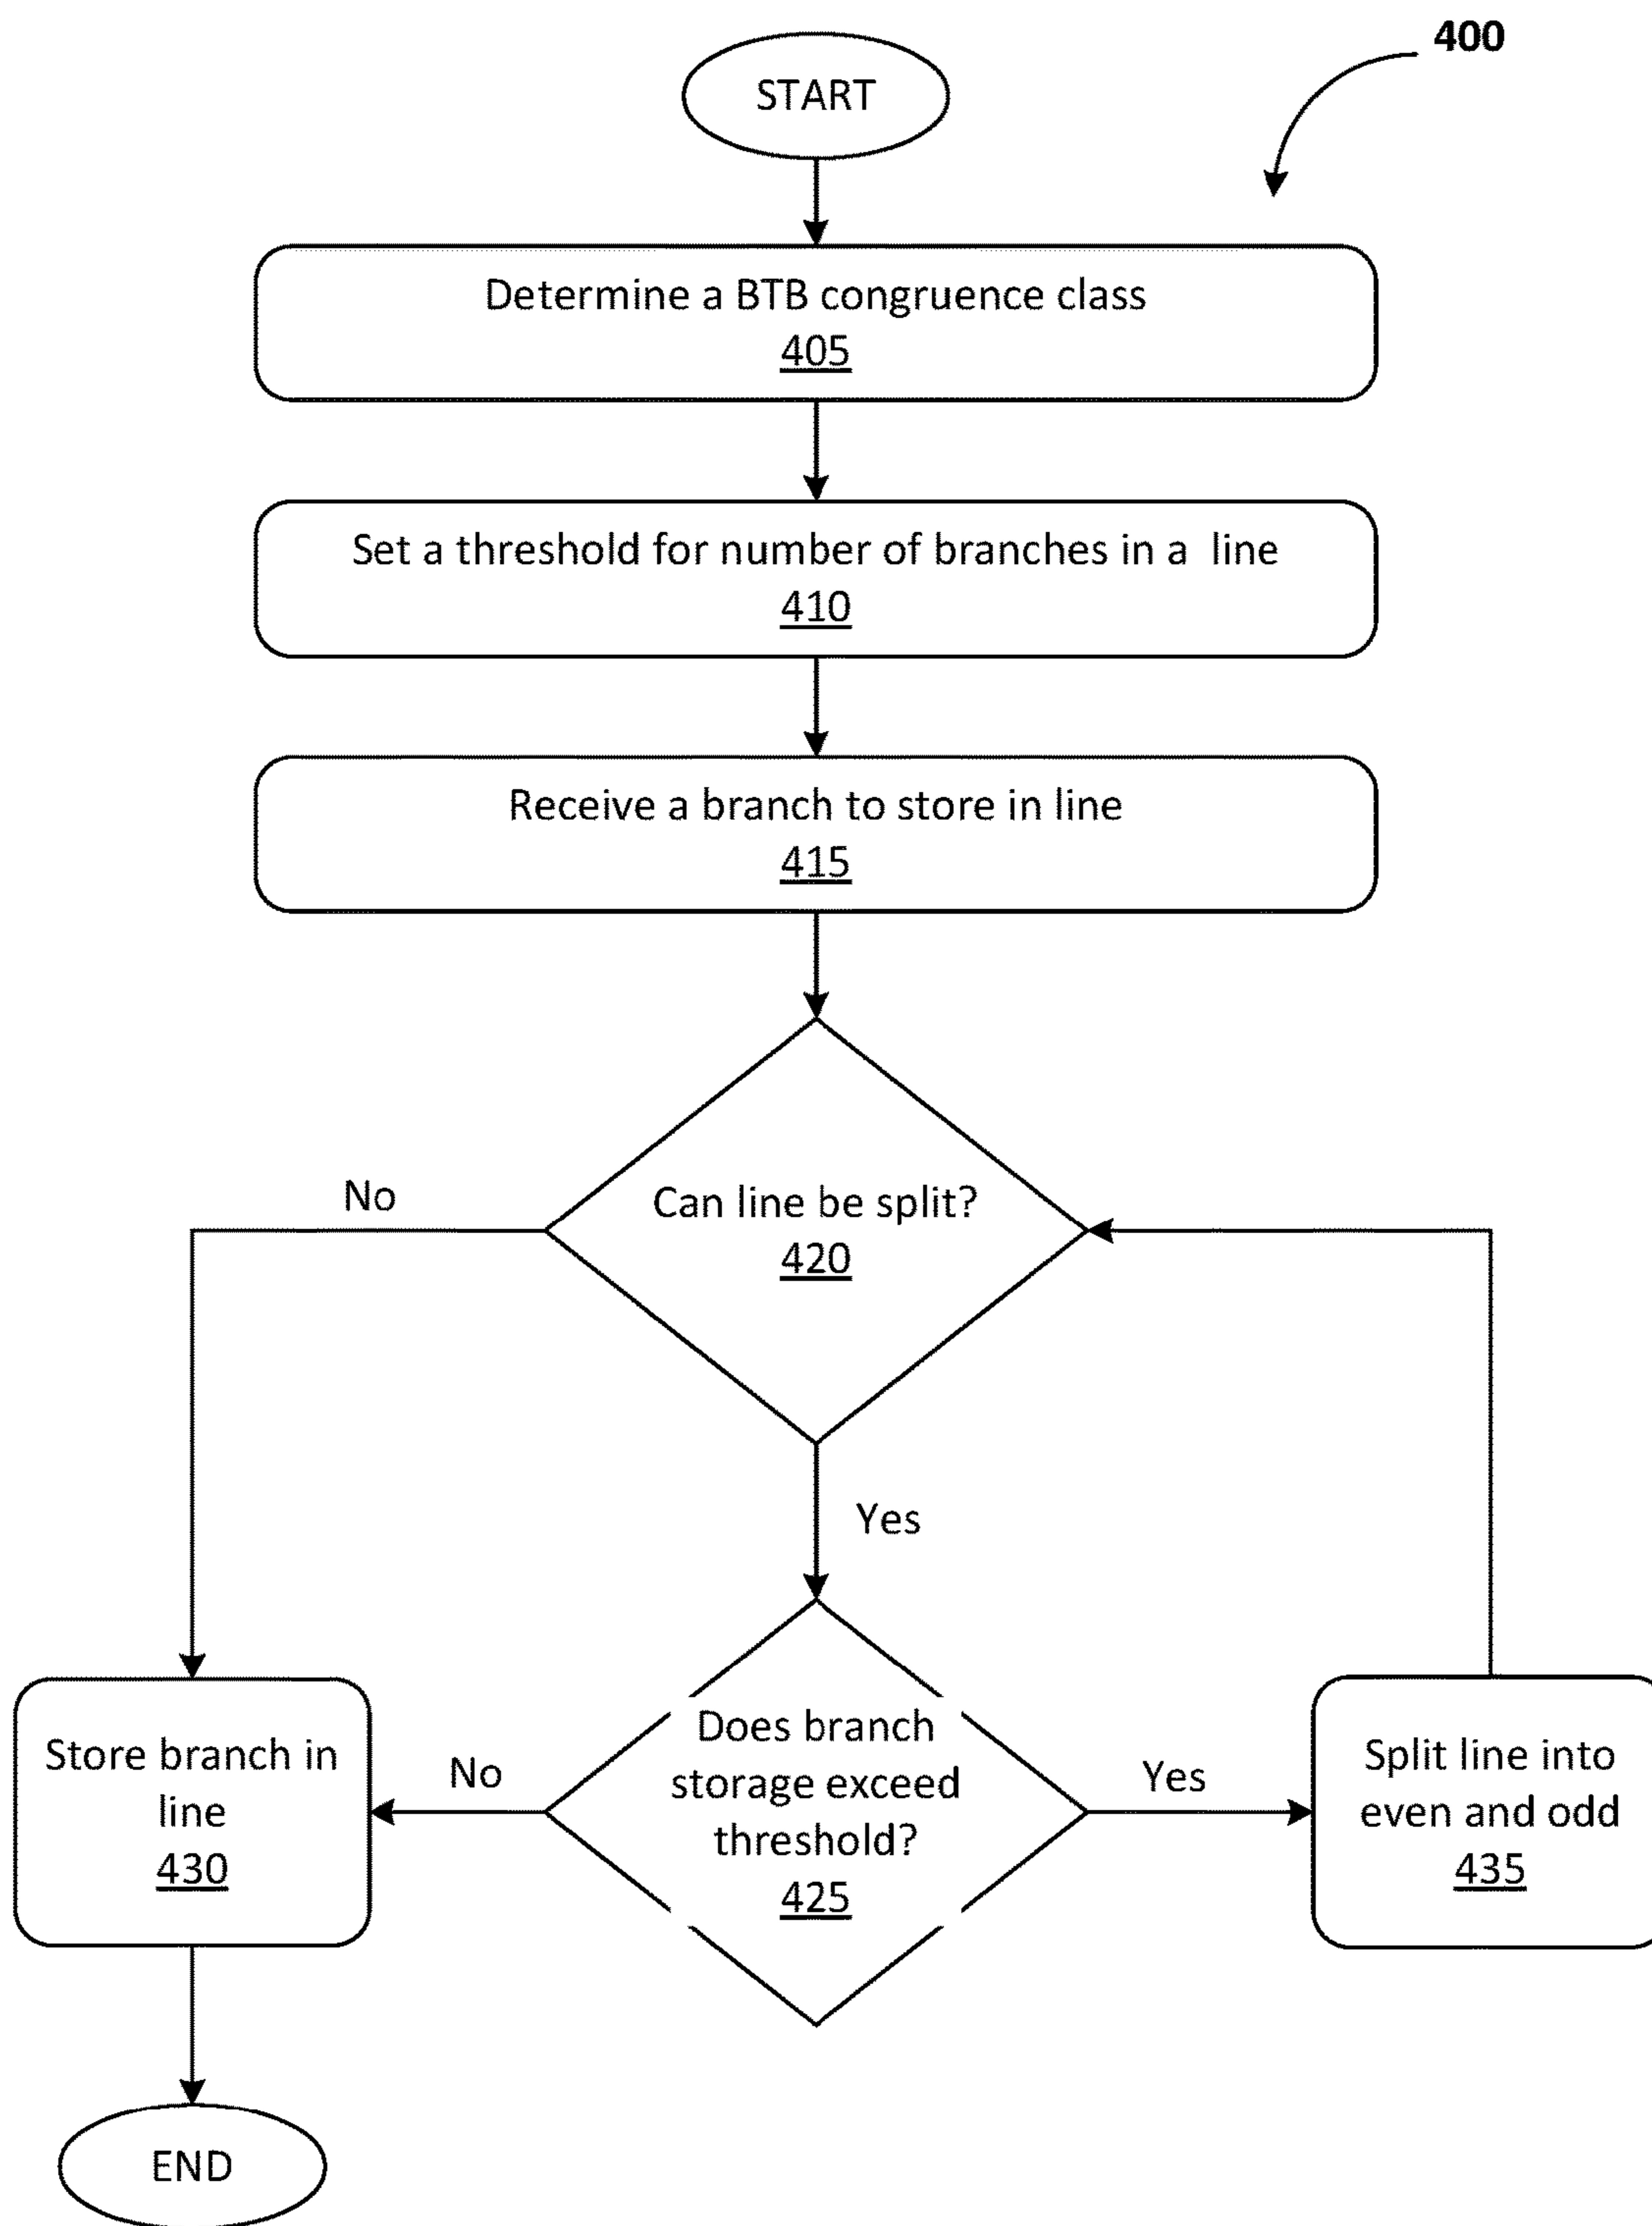 400
START
Determine a BTB congruence class
405
Set a threshold for number of branches in a line
410
Receive a branch to store in line
415
No
Can line be split?
420
Yes
Store branch in
line
430
No
Does branch
storage exceed
threshold?
425
Yes
Split line into
even and odd
435
END